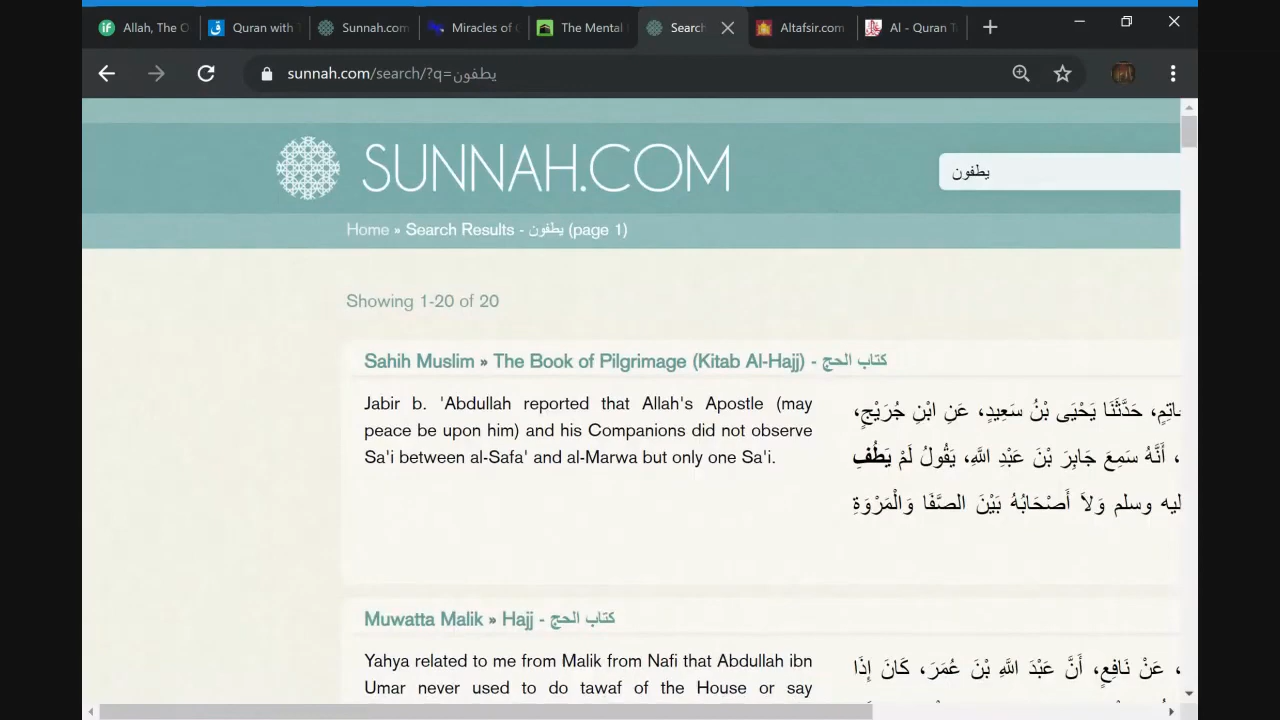 Allah, The O
Quran with T
Sunnah.com
Miracles of
The Mental
Search
Altafsir.com
Al - Quran T
sunnah.com/search/?q=يطفون
SUNNAH.COM
يطفون
Home » Search Results - يطفون (page 1)
Showing 1-20 of 20
Sahih Muslim » The Book of Pilgrimage (Kitab Al-Hajj) - كتاب الحج
Jabir b. 'Abdullah reported that Allah's Apostle (may
peace be upon him) and his Companions did not observe
Sa'i between al-Safa' and al-Marwa but only one Sa'i.
حَدَّثَنَا يَحْيَى بْنُ سَعِيدٍ، عَنِ ابْنِ جُرَيْجٍ،
، أَنَّهُ سَمِعَ جَابِرَ بْنَ عَبْدِ اللَّهِ، يَقُولُ لَمْ يَطُفِ
ليه وسلم وَلاَ أَصْحَابُهُ بَيْنَ الصَّفَا وَالْمَرْوَةِ
Muwatta Malik » Hajj - كتاب الحج
Yahya related to me from Malik from Nafi that Abdullah ibn
Umar never used to do tawaf of the House or say
، عَنْ نَافِعٍ، أَنَّ عَبْدَ اللَّهِ بْنَ عُمَرَ، كَانَ إِذَا